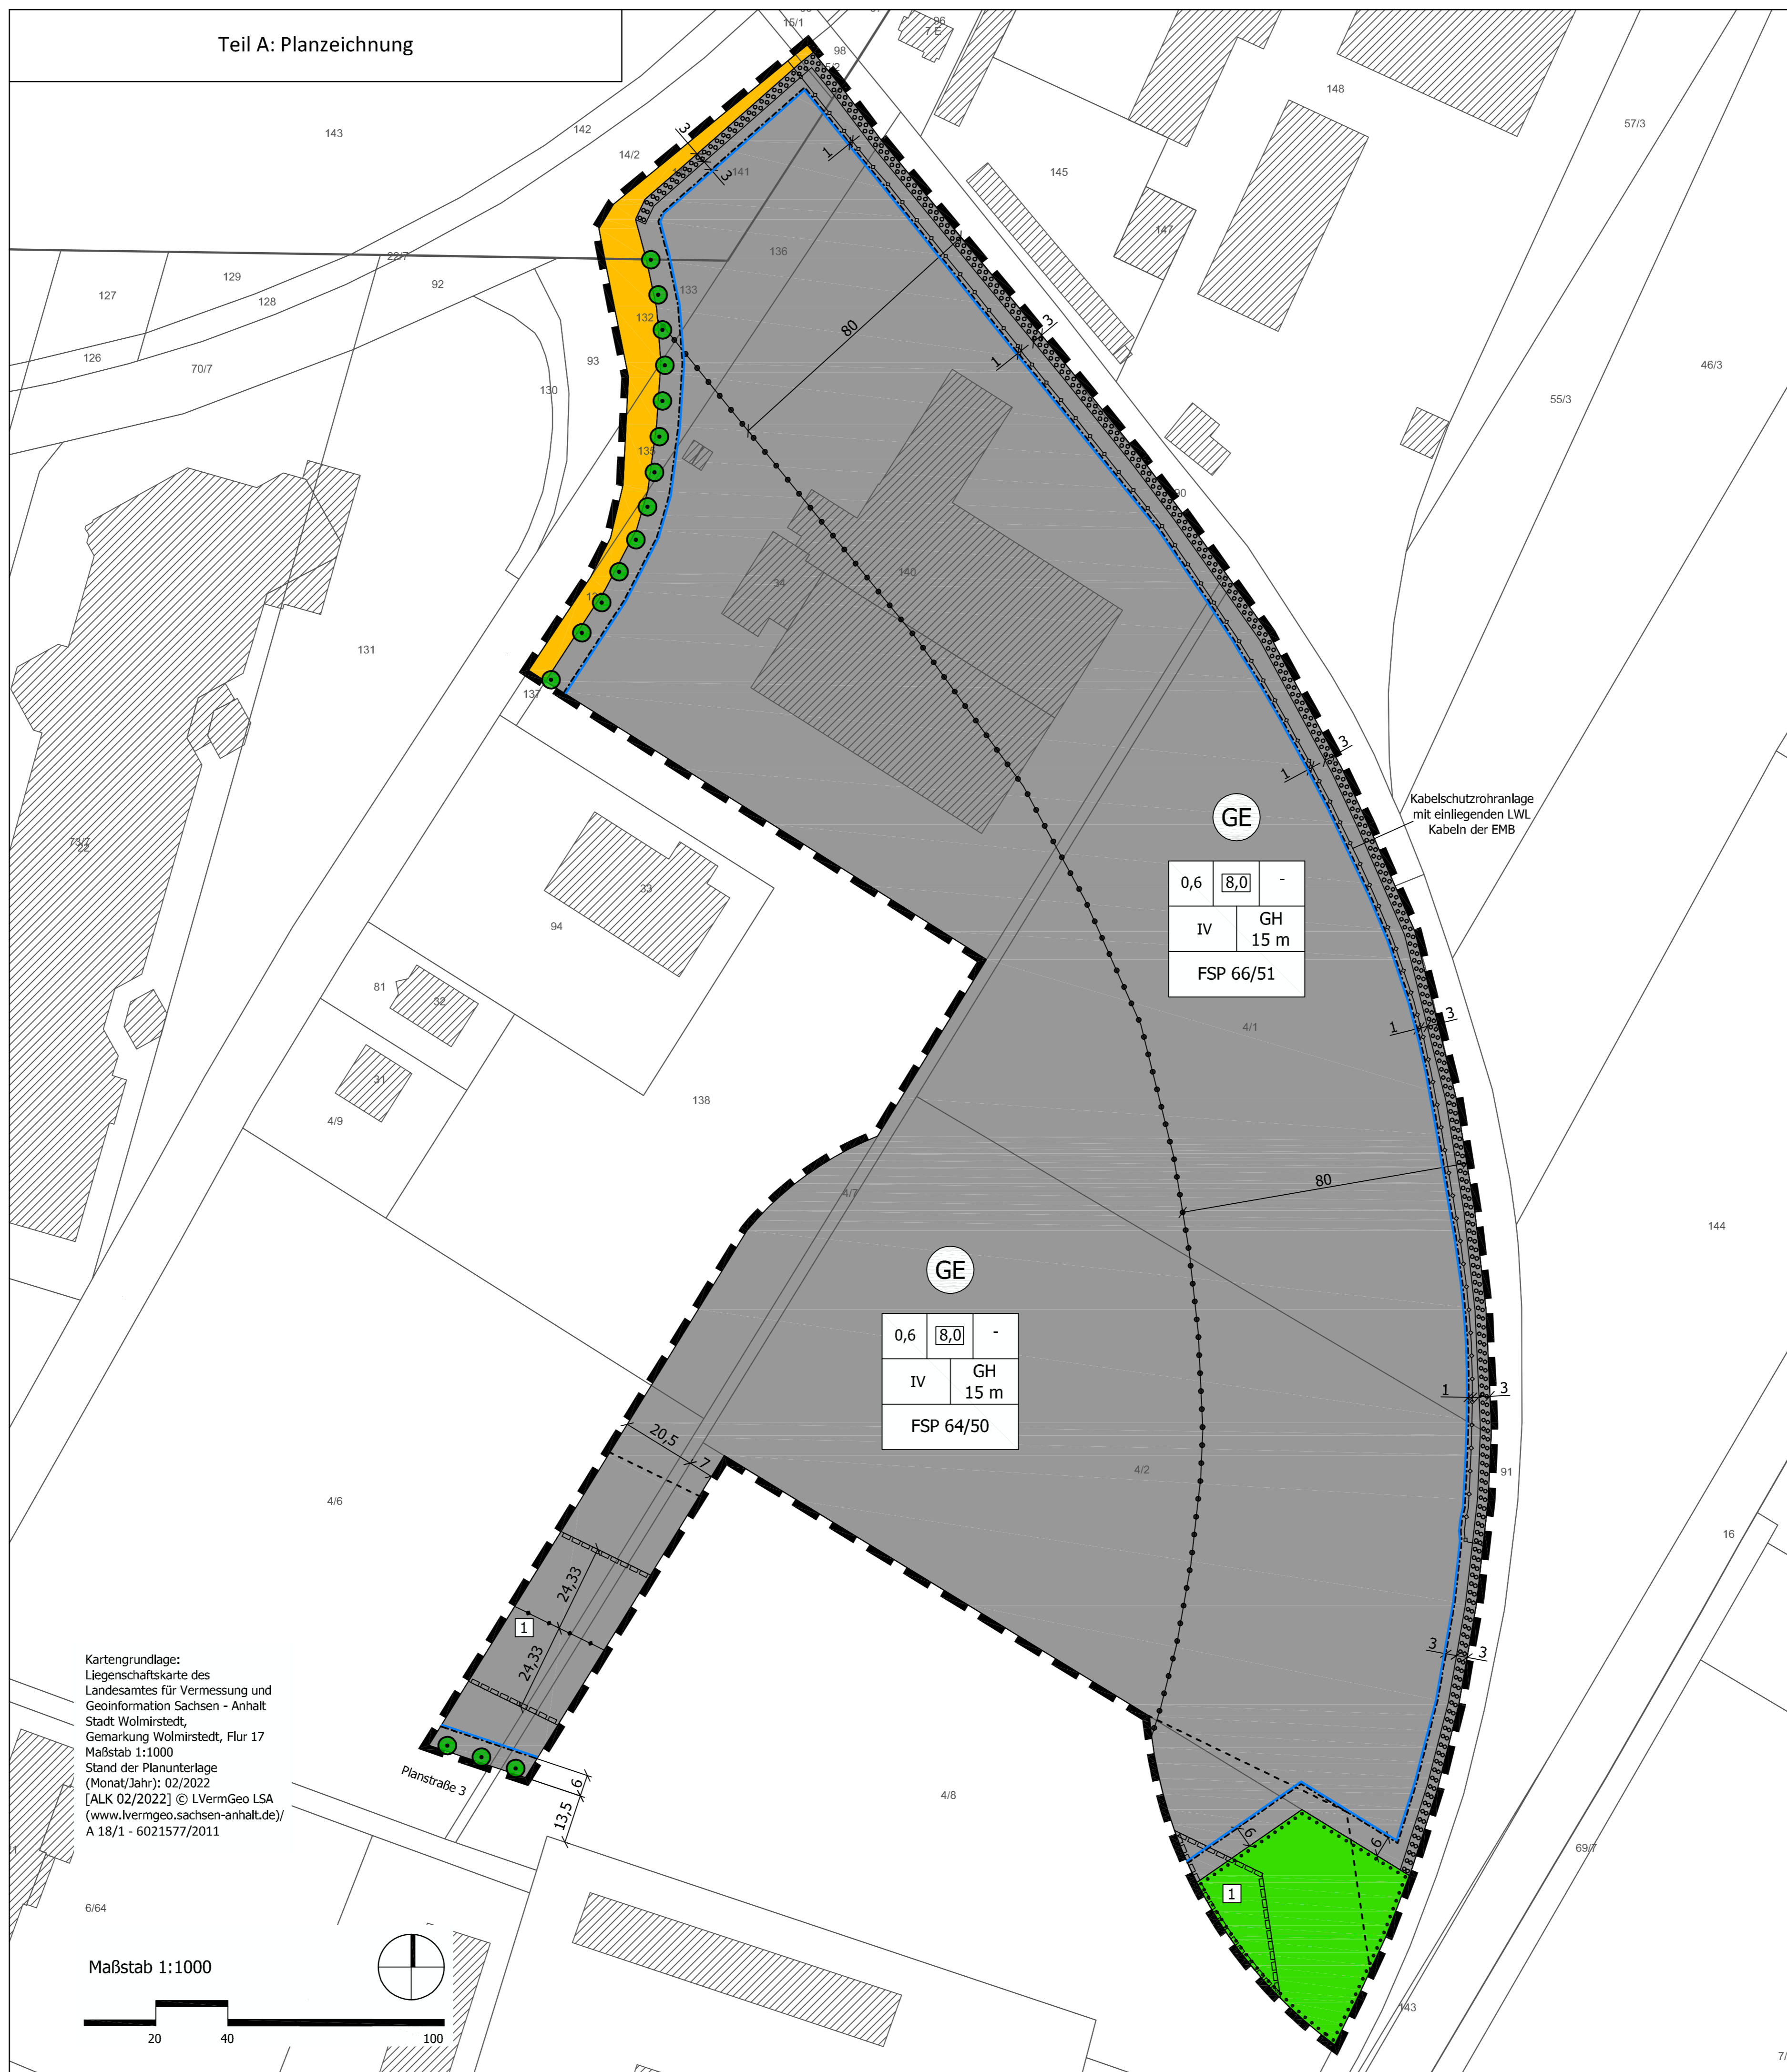 Teil A: Planzeichnung
15/1
96
7 E
98
143
142
14/2
141
148
57/3
145
147
3
3
1
136
22/7
129
127
128
92
133
132
126
70/7
93
130
80
3
1
46/3
55/3
135
90
34
140
131
137
3
1
73/7
22
GE
Kabelschutzrohranlage
mit einliegenden LWL
Kabeln der EMB
0,6 8,0 -
IV GH
15 m
FSP 66/51
33
94
81
32
31
4/9
138
4/1
1
3
4/7
80
144
GE
0,6 8,0 -
IV GH
15 m
FSP 64/50
1
3
20,5
7
4/2
91
4/6
16
24,33
1
24,33
3
3
Kartengrundlage:
Liegenschaftskarte des
Landesamtes für Vermessung und
Geoinformation Sachsen - Anhalt
Stadt Wolmirstedt,
Gemarkung Wolmirstedt, Flur 17
Maßstab 1:1000
Stand der Planunterlage
(Monat/Jahr): 02/2022
[ALK 02/2022] © LVermGeo LSA
(www.lvermgeo.sachsen-anhalt.de)/
A 18/1 - 6021577/2011
Planstraße 3
6
13,5
4/8
6
6
69/7
1
6/64
Maßstab 1:1000
20 40 100
143